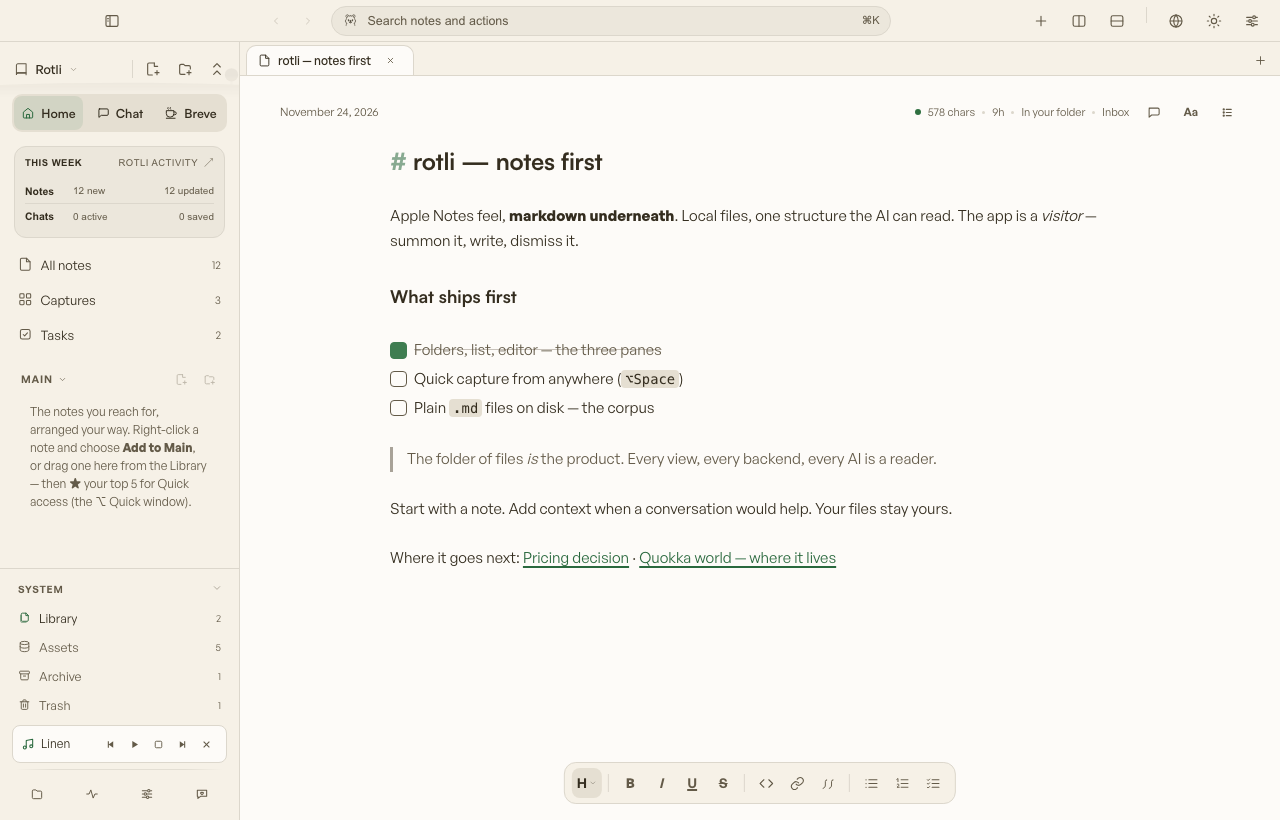 Search notes and actions
⌘K
Rotli
rotli — notes first
Home
Chat
Breve
THIS WEEK
ROTLI ACTIVITY
Notes 12 new 12 updated
Chats 0 active 0 saved
All notes 12
Captures 3
Tasks 2
MAIN
The notes you reach for,
arranged your way. Right-click a
note and choose Add to Main,
or drag one here from the Library
— then ★ your top 5 for Quick
access (the ⌥ Quick window).
SYSTEM
Library 2
Assets 5
Archive 1
Trash 1
Linen
November 24, 2026
578 chars • 9h • In your folder • Inbox
Aa
# rotli — notes first
Apple Notes feel, markdown underneath. Local files, one structure the AI can read. The app is a visitor —
summon it, write, dismiss it.
What ships first
Folders, list, editor — the three panes
Quick capture from anywhere (⌥Space)
Plain .md files on disk — the corpus
The folder of files is the product. Every view, every backend, every AI is a reader.
Start with a note. Add context when a conversation would help. Your files stay yours.
Where it goes next: Pricing decision · Quokka world — where it lives
H B I U S